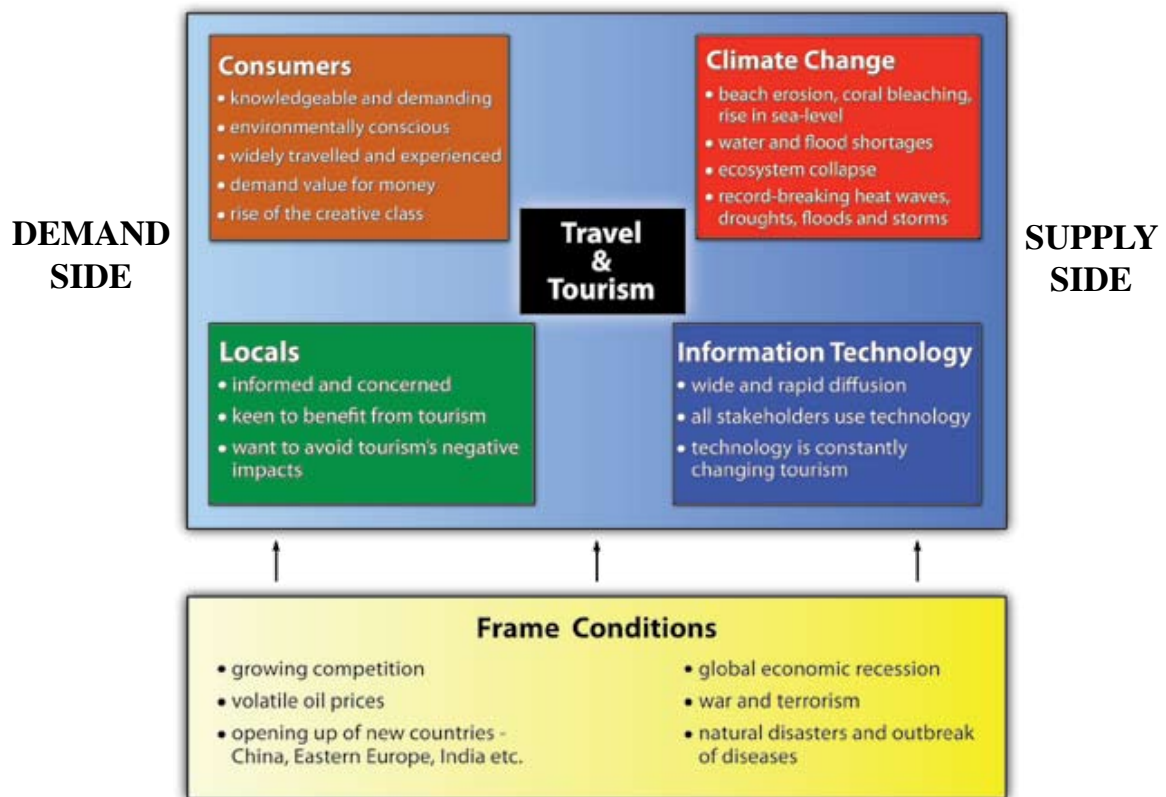 DEMAND
SIDE
Consumers
• knowledgeable and demanding
• environmentally conscious
• widely travelled and experienced
• demand value for money
• rise of the creative class
Climate Change
• beach erosion, coral bleaching,
rise in sea-level
• water and flood shortages
• ecosystem collapse
• record-breaking heat waves,
droughts, floods and storms
Travel
&
Tourism
SUPPLY
SIDE
Locals
• informed and concerned
• keen to benefit from tourism
• want to avoid tourism's negative
impacts
Information Technology
• wide and rapid diffusion
• all stakeholders use technology
• technology is constantly
changing tourism
Frame Conditions
• growing competition
• volatile oil prices
• opening up of new countries -
China, Eastern Europe, India etc.
• global economic recession
• war and terrorism
• natural disasters and outbreak
of diseases